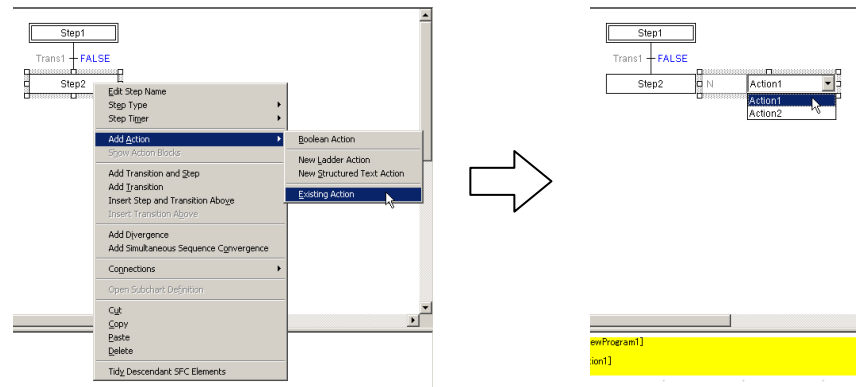 Step1
Trans1
FALSE
Step2
Edit Step Name
Step Type
Step Timer
Add Action
Show Action Blocks
Add Transition and Step
Add Transition
Insert Step and Transition Above
Insert Transition Above
Add Divergence
Add Simultaneous Sequence Convergence
Connections
Open Subchart Definition
Cut
Copy
Paste
Delete
Tidy Descendant SFC Elements
Boolean Action
New Ladder Action
New Structured Text Action
Existing Action
Step1
Trans1
FALSE
Step2
N
Action1
Action1
Action2
ewProgram1]
ion1]